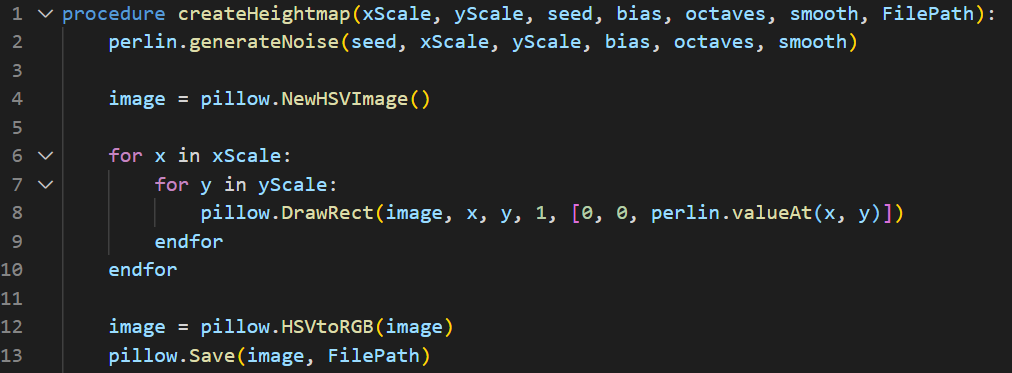 1 procedure createHeightmap(xScale, yScale, seed, bias, octaves, smooth, FilePath):
2     perlin.generateNoise(seed, xScale, yScale, bias, octaves, smooth)
3
4     image = pillow.NewHSVImage()
5
6     for x in xScale:
7         for y in yScale:
8             pillow.DrawRect(image, x, y, 1, [0, 0, perlin.valueAt(x, y)])
9         endfor
10     endfor
11
12     image = pillow.HSVtoRGB(image)
13     pillow.Save(image, FilePath)